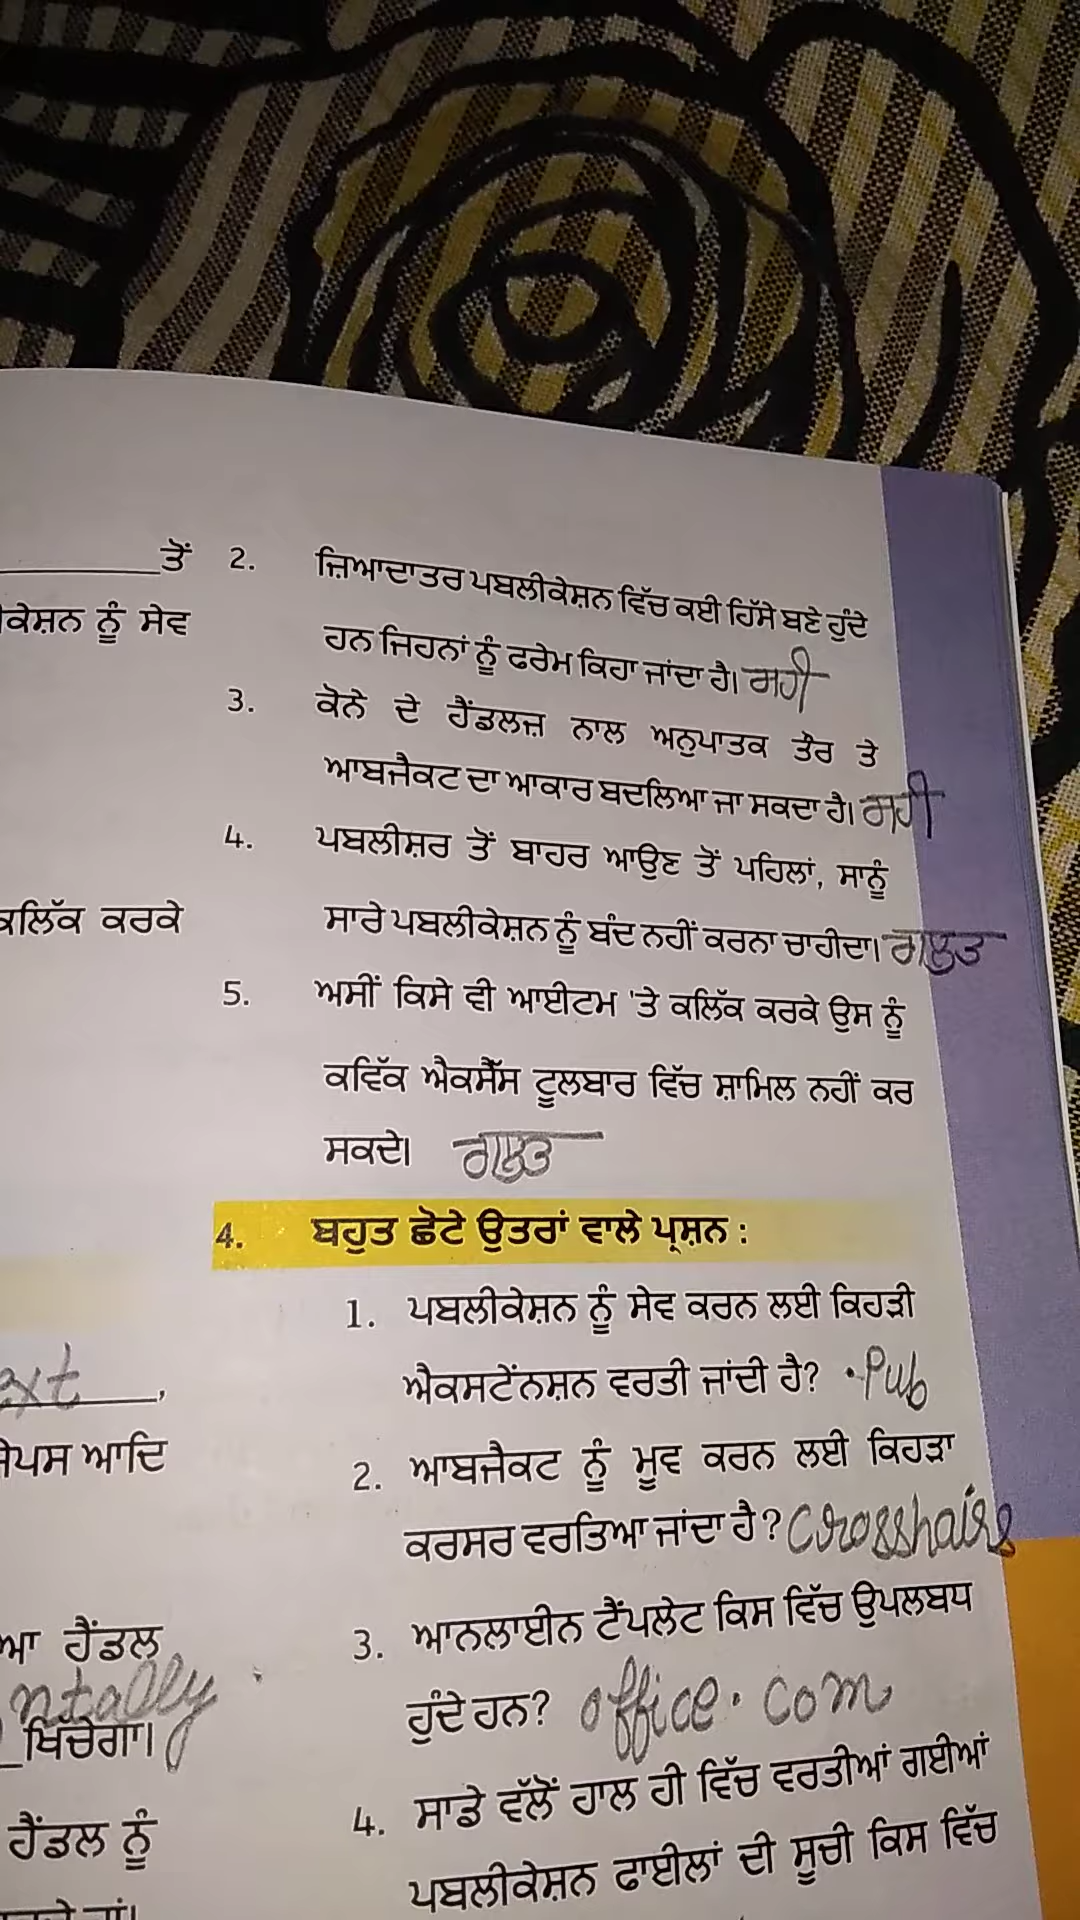 ਤੋਂ
ਕੇਸ਼ਨ ਨੂੰ ਸੇਵ
ਕਲਿੱਕ ਕਰਕੇ
ext ,
ਜੇਪਸ ਆਦਿ
ਆ ਹੈਂਡਲ
ntally
ਖਿੱਚੇਗਾ।
ਹੈਂਡਲ ਨੂੰ
2. ਜ਼ਿਆਦਾਤਰ ਪਬਲੀਕੇਸ਼ਨ ਵਿੱਚ ਕਈ ਹਿੱਸੇ ਬਣੇ ਹੁੰਦੇ
ਹਨ ਜਿਹਨਾਂ ਨੂੰ ਫਰੇਮ ਕਿਹਾ ਜਾਂਦਾ ਹੈ। ਸਹੀ
3. ਕੋਨੇ ਦੇ ਹੈਂਡਲਜ਼ ਨਾਲ ਅਨੁਪਾਤਕ ਤੌਰ ਤੇ
ਆਬਜੈਕਟ ਦਾ ਆਕਾਰ ਬਦਲਿਆ ਜਾ ਸਕਦਾ ਹੈ। ਸਹੀ
4. ਪਬਲੀਸ਼ਰ ਤੋਂ ਬਾਹਰ ਆਉਣ ਤੋਂ ਪਹਿਲਾਂ, ਸਾਨੂੰ
ਸਾਰੇ ਪਬਲੀਕੇਸ਼ਨ ਨੂੰ ਬੰਦ ਨਹੀਂ ਕਰਨਾ ਚਾਹੀਦਾ। ਗਲਤ
5. ਅਸੀਂ ਕਿਸੇ ਵੀ ਆਈਟਮ 'ਤੇ ਕਲਿੱਕ ਕਰਕੇ ਉਸ ਨੂੰ
ਕਵਿੱਕ ਐਕਸੈੱਸ ਟੂਲਬਾਰ ਵਿੱਚ ਸ਼ਾਮਿਲ ਨਹੀਂ ਕਰ
ਸਕਦੇ। ਗਲਤ
4. ਬਹੁਤ ਛੋਟੇ ਉਤਰਾਂ ਵਾਲੇ ਪ੍ਰਸ਼ਨ :
1. ਪਬਲੀਕੇਸ਼ਨ ਨੂੰ ਸੇਵ ਕਰਨ ਲਈ ਕਿਹੜੀ
ਐਕਸਟੇਂਨਸ਼ਨ ਵਰਤੀ ਜਾਂਦੀ ਹੈ? .Pub
2. ਆਬਜੈਕਟ ਨੂੰ ਮੂਵ ਕਰਨ ਲਈ ਕਿਹੜਾ
ਕਰਸਰ ਵਰਤਿਆ ਜਾਂਦਾ ਹੈ? Crosshairs
3. ਆਨਲਾਈਨ ਟੈਂਪਲੇਟ ਕਿਸ ਵਿੱਚ ਉਪਲਬਧ
ਹੁੰਦੇ ਹਨ? office.com
4. ਸਾਡੇ ਵੱਲੋਂ ਹਾਲ ਹੀ ਵਿੱਚ ਵਰਤੀਆਂ ਗਈਆਂ
ਪਬਲੀਕੇਸ਼ਨ ਫਾਈਲਾਂ ਦੀ ਸੂਚੀ ਕਿਸ ਵਿੱਚ